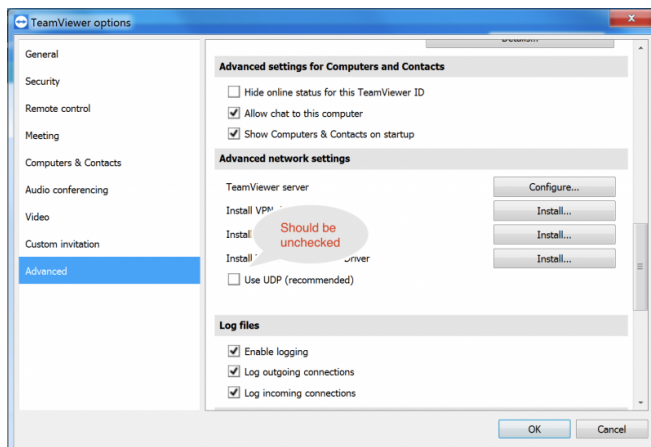 TeamViewer options
General
Security
Remote control
Meeting
Computers & Contacts
Audio conferencing
Video
Custom invitation
Advanced
Advanced settings for Computers and Contacts
Hide online status for this TeamViewer ID
Allow chat to this computer
Show Computers & Contacts on startup
Advanced network settings
TeamViewer server
Configure...
Install VPN
Install...
Install...
Install
Driver
Install...
Should be
unchecked
Use UDP (recommended)
Log files
Enable logging
Log outgoing connections
Log incoming connections
OK
Cancel